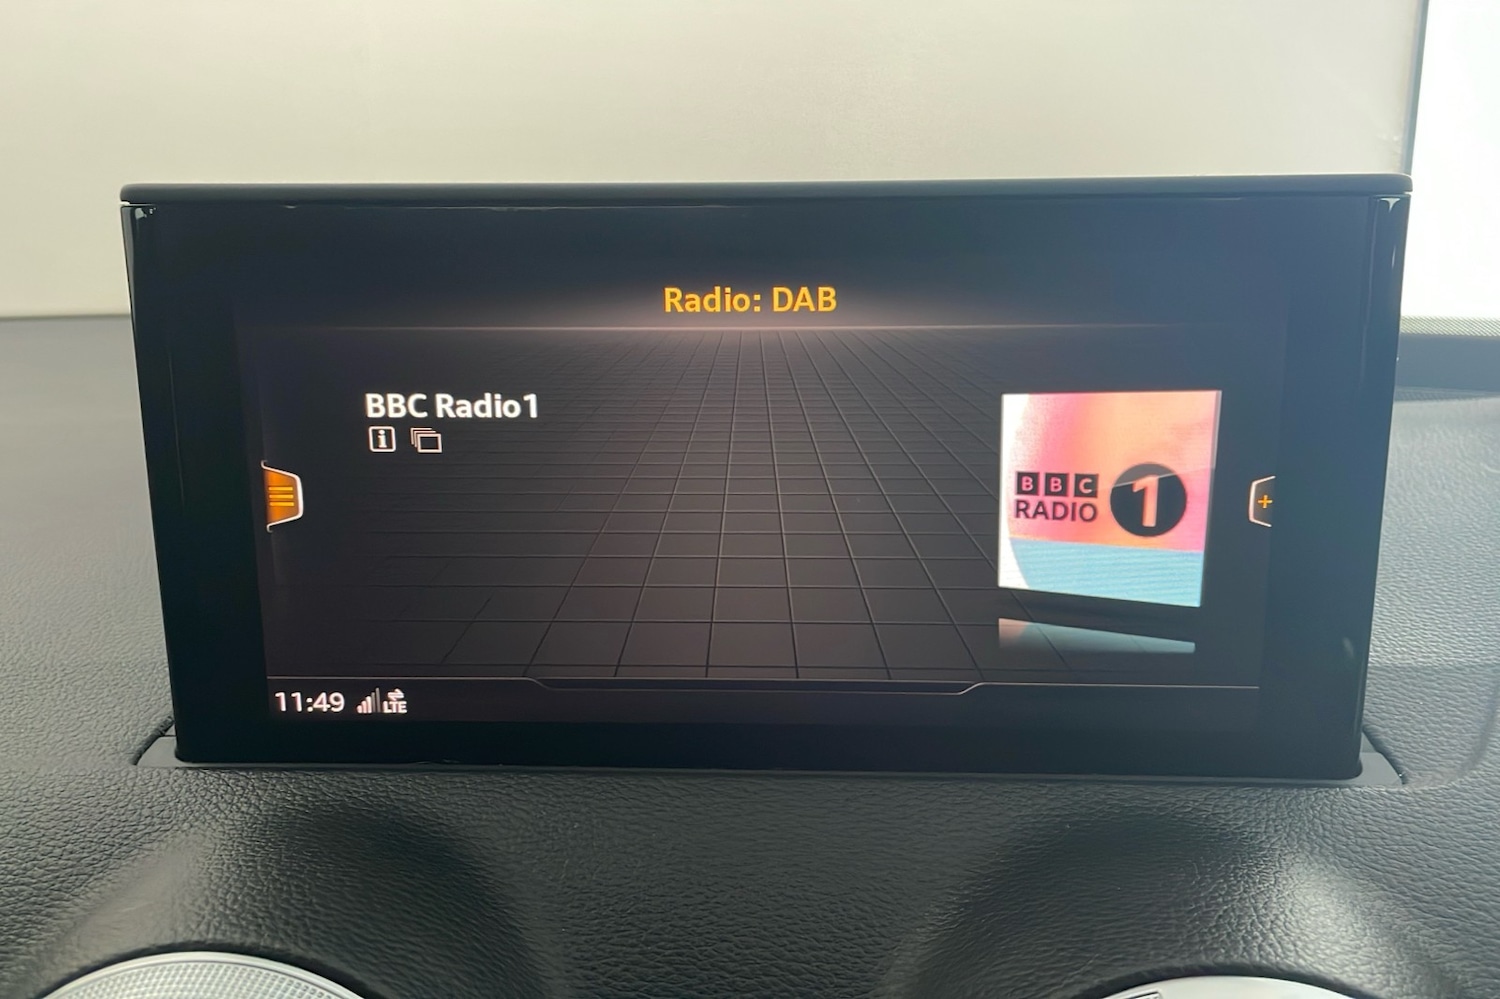 Radio: DAB
BBC Radio1
BBC
RADIO 1
11:49 LTE